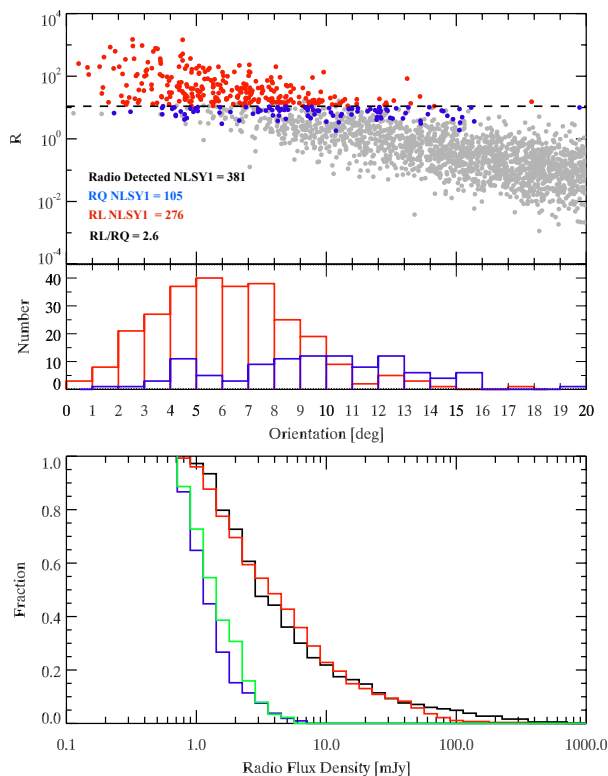 10⁴
10²
10⁰
10⁻²
10⁻⁴
R
Radio Detected NLSY1 = 381
RQ NLSY1 = 105
RL NLSY1 = 276
RL/RQ = 2.6
40
30
20
10
0
Number
0 1 2 3 4 5 6 7 8 9 10 11 12 13 14 15 16 17 18 19 20
Orientation [deg]
1.0
0.8
0.6
0.4
0.2
0.0
Fraction
0.1 1.0 10.0 100.0 1000.0
Radio Flux Density [mJy]